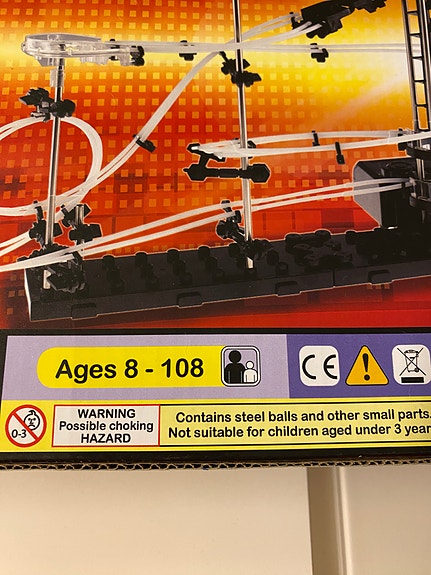 Ages 8 - 108
CE
0-3
WARNING
Possible choking
HAZARD
Contains steel balls and other small parts.
Not suitable for children aged under 3 year